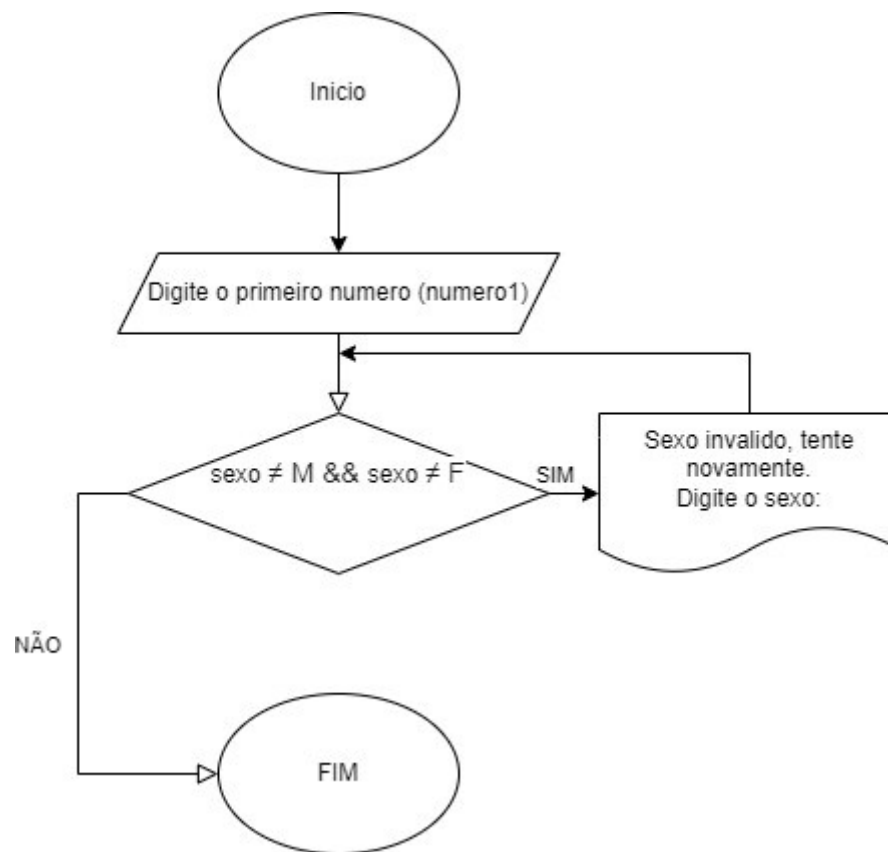 Inicio
Digite o primeiro numero (numero1)
sexo ≠ M && sexo ≠ F
SIM
Sexo invalido, tente
novamente.
Digite o sexo:
NÃO
FIM